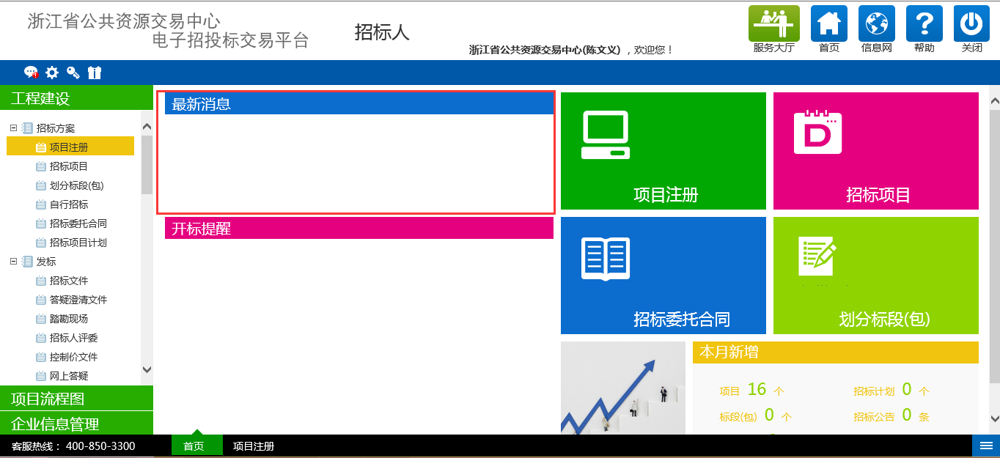 浙江省公共资源交易中心
电子招投标交易平台
招标人
浙江省公共资源交易中心(陈文义) ，欢迎您！
服务大厅
首页
信息网
帮助
关闭
工程建设
招标方案
项目注册
招标项目
划分标段(包)
自行招标
招标委托合同
招标项目计划
发标
招标文件
答疑澄清文件
踏勘现场
招标人评委
控制价文件
网上答疑
项目流程图
企业信息管理
最新消息
开标提醒
项目注册
D
招标项目
招标委托合同
划分标段(包)
本月新增
项目 16 个
招标计划 0 个
标段(包) 0 个
招标公告 0 条
客服热线： 400-850-3300
首页
项目注册